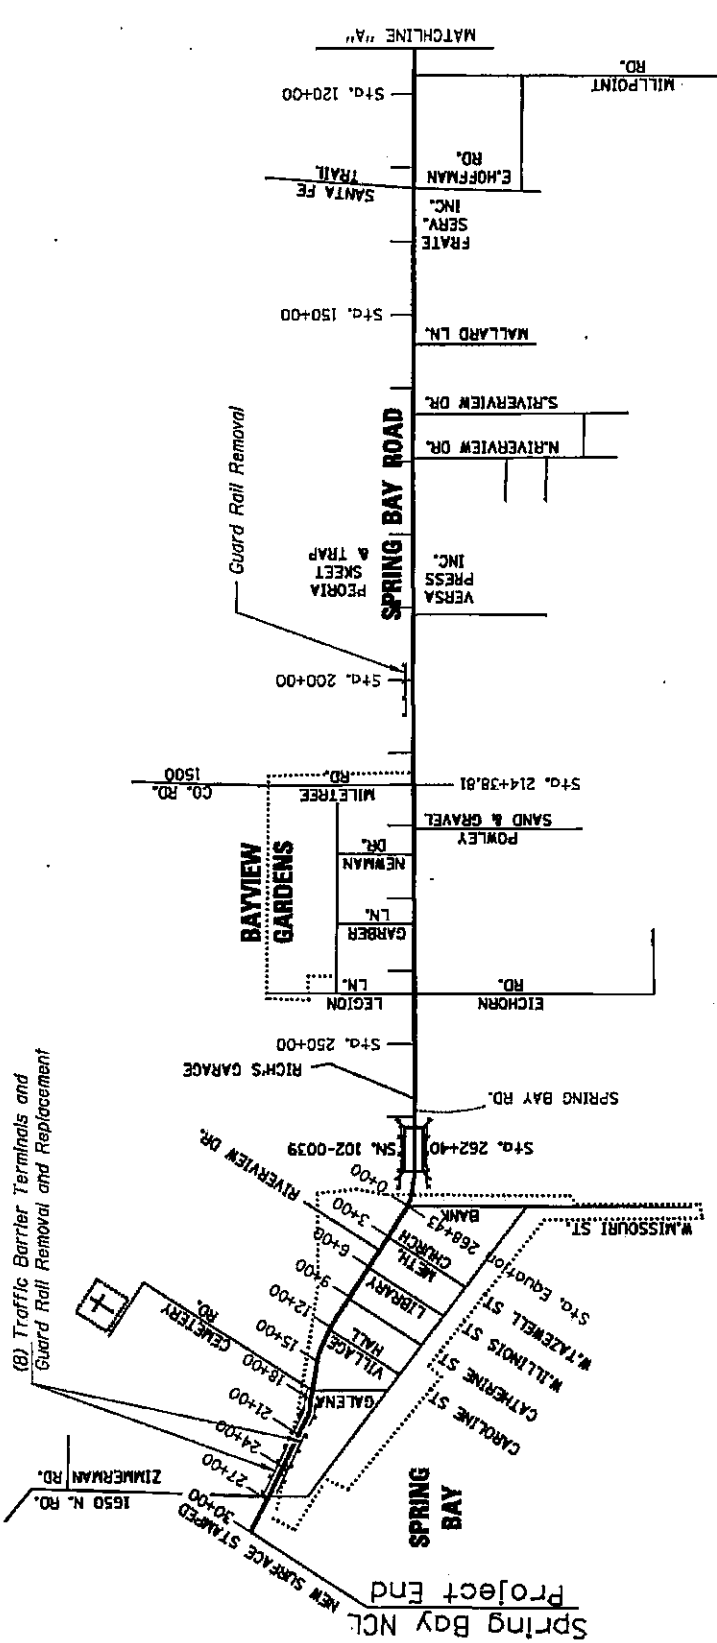 MATCHLINE "A"
Sta. 120+00
MILLPOINT
RD.
SANTA FE
TRAIL
E.HOFFMAN
RD.
FRATE
SERV.
INC.
Sta. 150+00
MALLARD LN.
S.RIVERVIEW DR.
N.RIVERVIEW DR.
SPRING BAY ROAD
Guard Rail Removal
PEORIA
SKEET
& TRAP
VERSA
PRESS
INC.
Sta. 200+00
CO. RD.
1500
MILETREE
RD.
Sta. 214+38.81
POWLEY
SAND & GRAVEL
BAYVIEW
GARDENS
NEWMAN
DR.
GARBER
LN.
LEGION
LN.
EICHORN
RD.
Sta. 250+00
RICH'S GARAGE
SPRING BAY RD.
Sta. 262+40
SN. 102-0039
(8) Traffic Barrier Terminals and
Guard Rail Removal and Replacement
RIVERVIEW DR.
0+00
3+00
6+00
9+00
12+00
15+00
18+00
21+00
24+00
27+00
30+00
268+43
Sta. Equation
BANK
METH.
CHURCH
LIBRARY
VILLAGE
HALL
GALENA
CEMETERY
RD.
W.MISSOURI ST.
W.TAZEWELL ST.
W.ILLINOIS ST.
CATHERINE ST.
CAROLINE ST.
ZIMMERMAN RD.
1650 N. RD.
NEW SURFACE STAMPED
SPRING
BAY
Spring Bay NCL
Project End